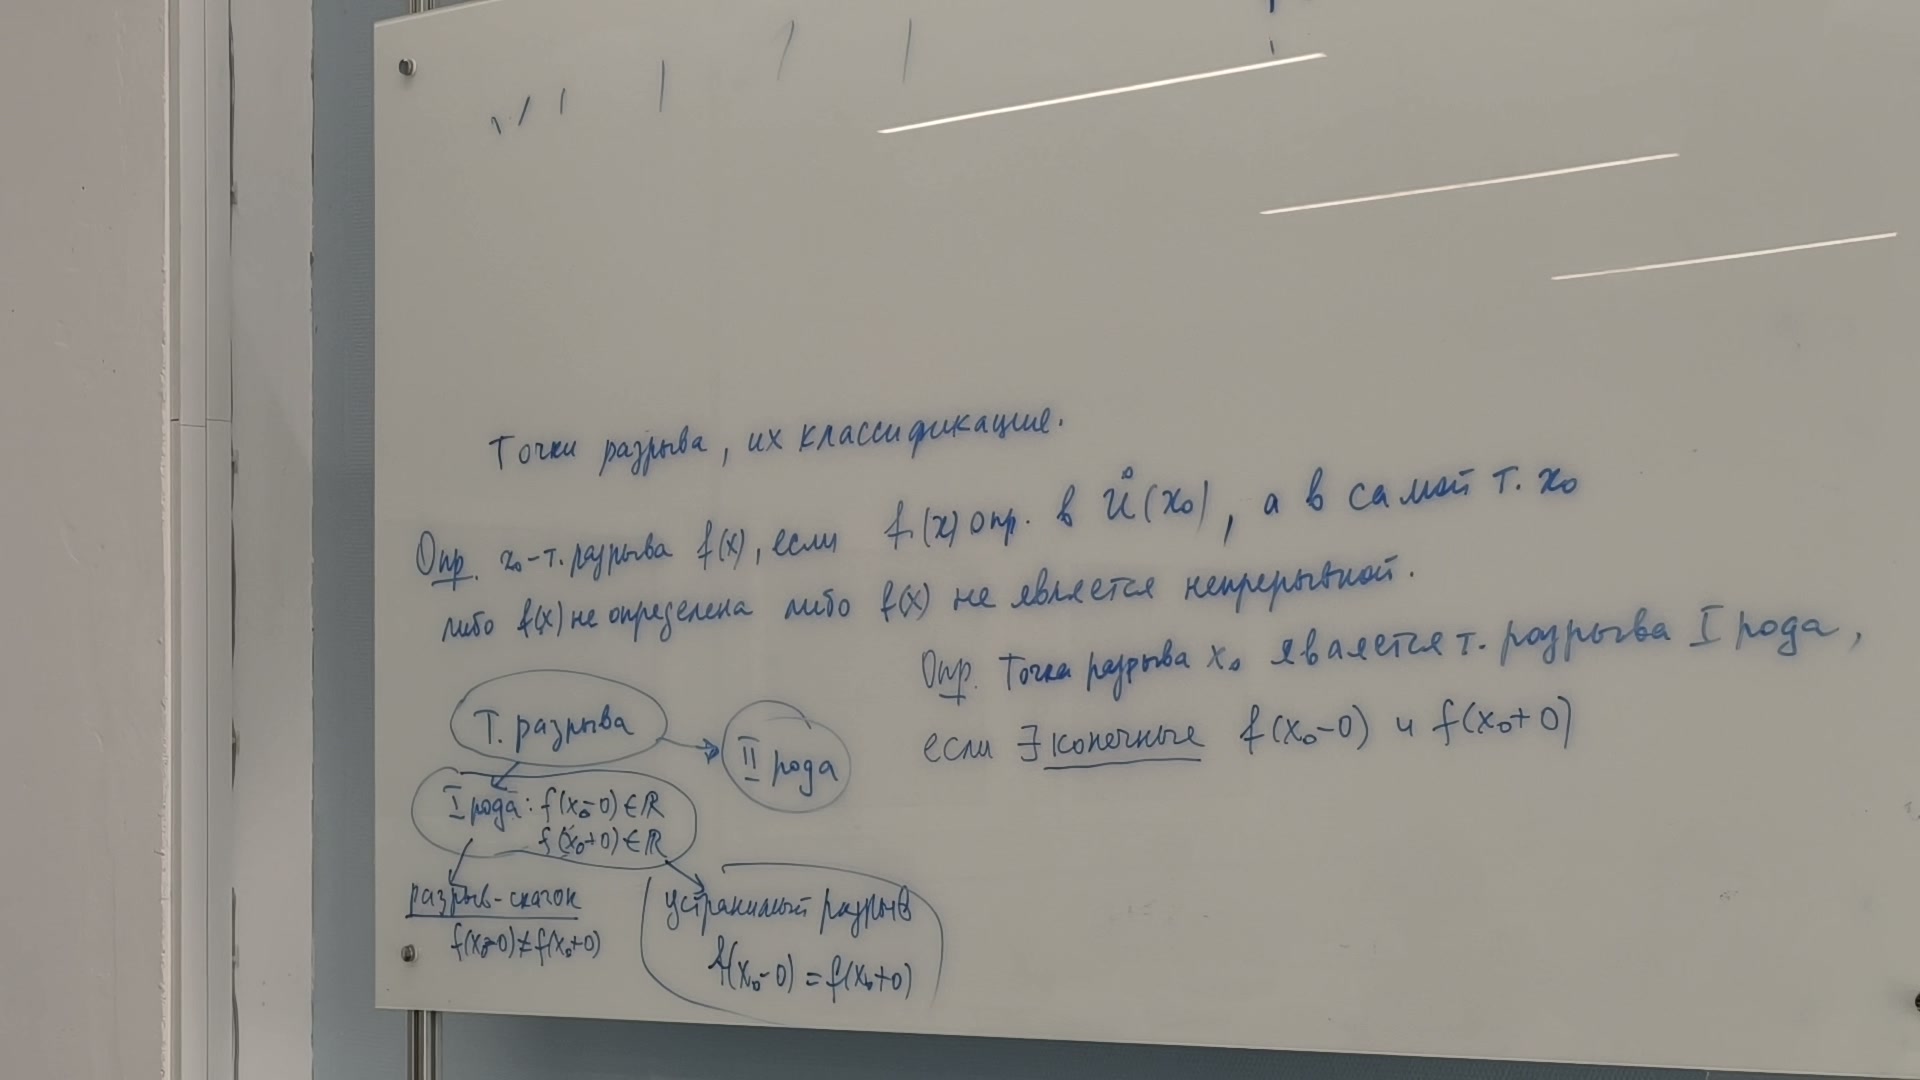 Точки разрыва, их классификация.
Опр. x₀-т. разрыва f(x), если f(x) опр. в Ů(x₀), а в самой т. x₀
либо f(x) не определена либо f(x) не является непрерывной.
Опр. Точка разрыва x₀ является т. разрыва I рода,
если ∃ конечные f(x₀-0) и f(x₀+0)
Т. разрыва
II рода
I рода: f(x₀-0) ∈ ℝ
f(x₀+0) ∈ ℝ
разрыв-скачок
f(x₀-0) ≠ f(x₀+0)
устранимый разрыв
f(x₀-0) = f(x₀+0)